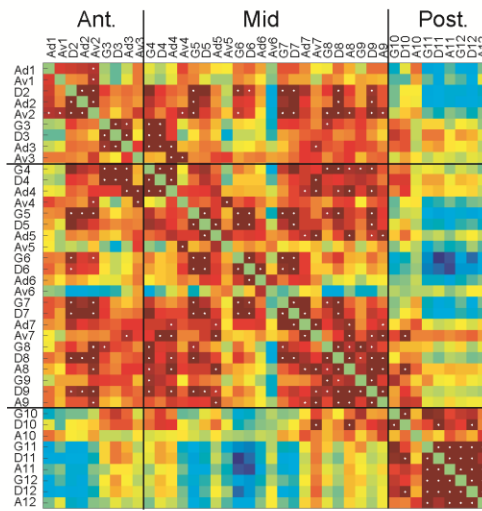 Ant. Mid Post.
Ad1 Av1 D2 Ad2 Av2 G3 D3 Ad3 Av3 G4 D4 Ad4 Av4 G5 D5 Ad5 Av5 G6 D6 Ad6 Av6 G7 D7 Ad7 Av7 G8 D8 A8 G9 D9 A9 G10 D10 A10 G11 D11 A11 G12 D12 A12
Ad1
Av1
D2
Ad2
Av2
G3
D3
Ad3
Av3
G4
D4
Ad4
Av4
G5
D5
Ad5
Av5
G6
D6
Ad6
Av6
G7
D7
Ad7
Av7
G8
D8
A8
G9
D9
A9
G10
D10
A10
G11
D11
A11
G12
D12
A12